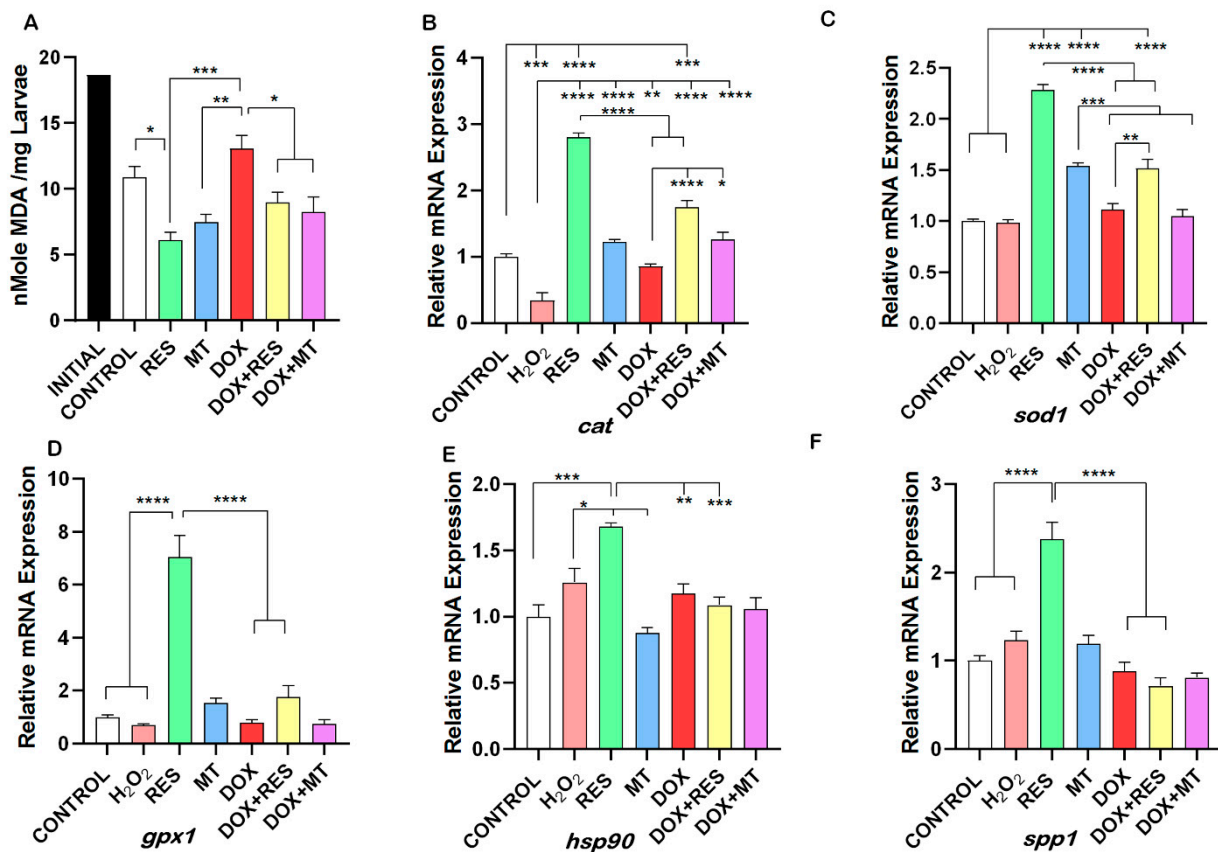 A
nMole MDA /mg Larvae
20
15
10
5
0
*
***
**
*
INITIAL
CONTROL
RES
MT
DOX
DOX+RES
DOX+MT
B
Relative mRNA Expression
4
3
2
1
0
*** **** ***
**** **** ** **** ****
****
**** *
CONTROL
H₂O₂
RES
MT
DOX
DOX+RES
DOX+MT
cat
C
Relative mRNA Expression
2.5
2.0
1.5
1.0
0.5
0.0
**** **** ****
****
***
**
CONTROL
H₂O₂
RES
MT
DOX
DOX+RES
DOX+MT
sod1
D
Relative mRNA Expression
10
8
6
4
2
0
**** ****
CONTROL
H₂O₂
RES
MT
DOX
DOX+RES
DOX+MT
gpx1
E
Relative mRNA Expression
2.0
1.5
1.0
0.5
0.0
***
* ** ***
CONTROL
H₂O₂
RES
MT
DOX
DOX+RES
DOX+MT
hsp90
F
Relative mRNA Expression
3
2
1
0
**** ****
CONTROL
H₂O₂
RES
MT
DOX
DOX+RES
DOX+MT
spp1